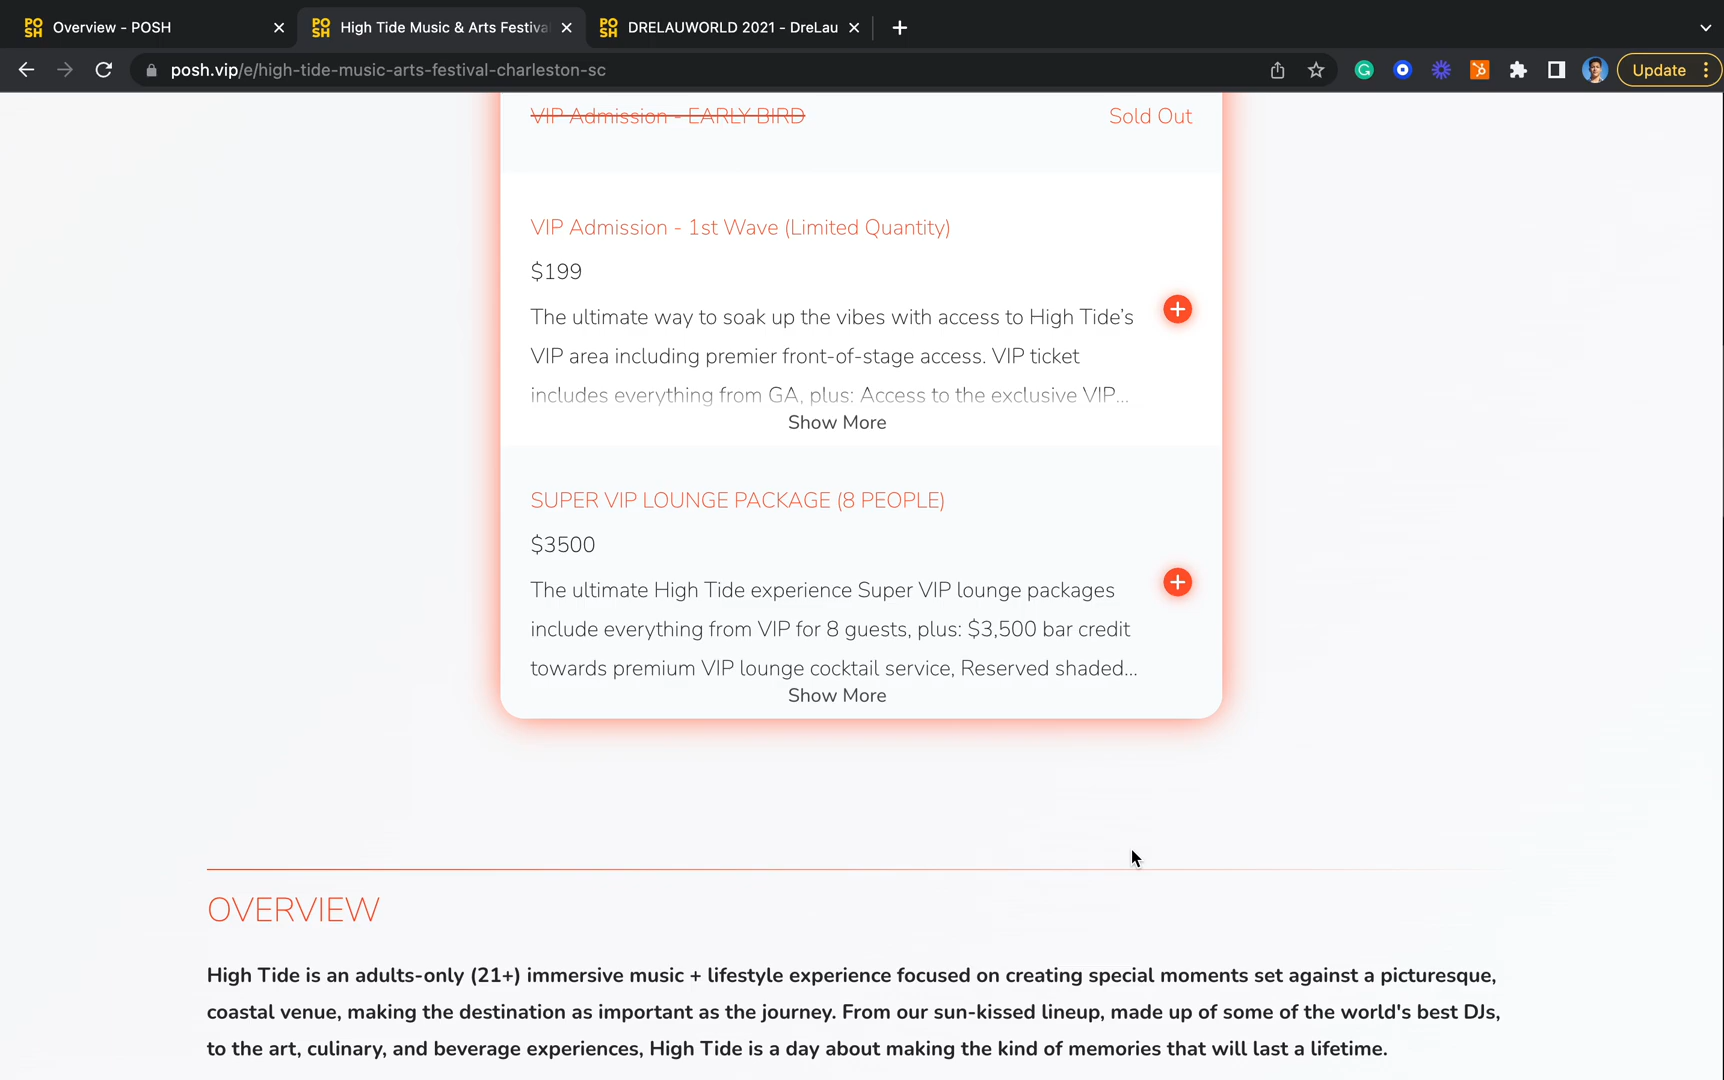 PO
SH
Overview - POSH
PO
SH
High Tide Music & Arts Festiva
PO
SH
DRELAUWORLD 2021 - DreLau
posh.vip/e/high-tide-music-arts-festival-charleston-sc
Update
VIP Admission - EARLY BIRD
Sold Out
VIP Admission - 1st Wave (Limited Quantity)
$199
The ultimate way to soak up the vibes with access to High Tide’s
VIP area including premier front-of-stage access. VIP ticket
includes everything from GA, plus: Access to the exclusive VIP...
Show More
SUPER VIP LOUNGE PACKAGE (8 PEOPLE)
$3500
The ultimate High Tide experience Super VIP lounge packages
include everything from VIP for 8 guests, plus: $3,500 bar credit
towards premium VIP lounge cocktail service, Reserved shaded...
Show More
OVERVIEW
High Tide is an adults-only (21+) immersive music + lifestyle experience focused on creating special moments set against a picturesque,
coastal venue, making the destination as important as the journey. From our sun-kissed lineup, made up of some of the world's best DJs,
to the art, culinary, and beverage experiences, High Tide is a day about making the kind of memories that will last a lifetime.